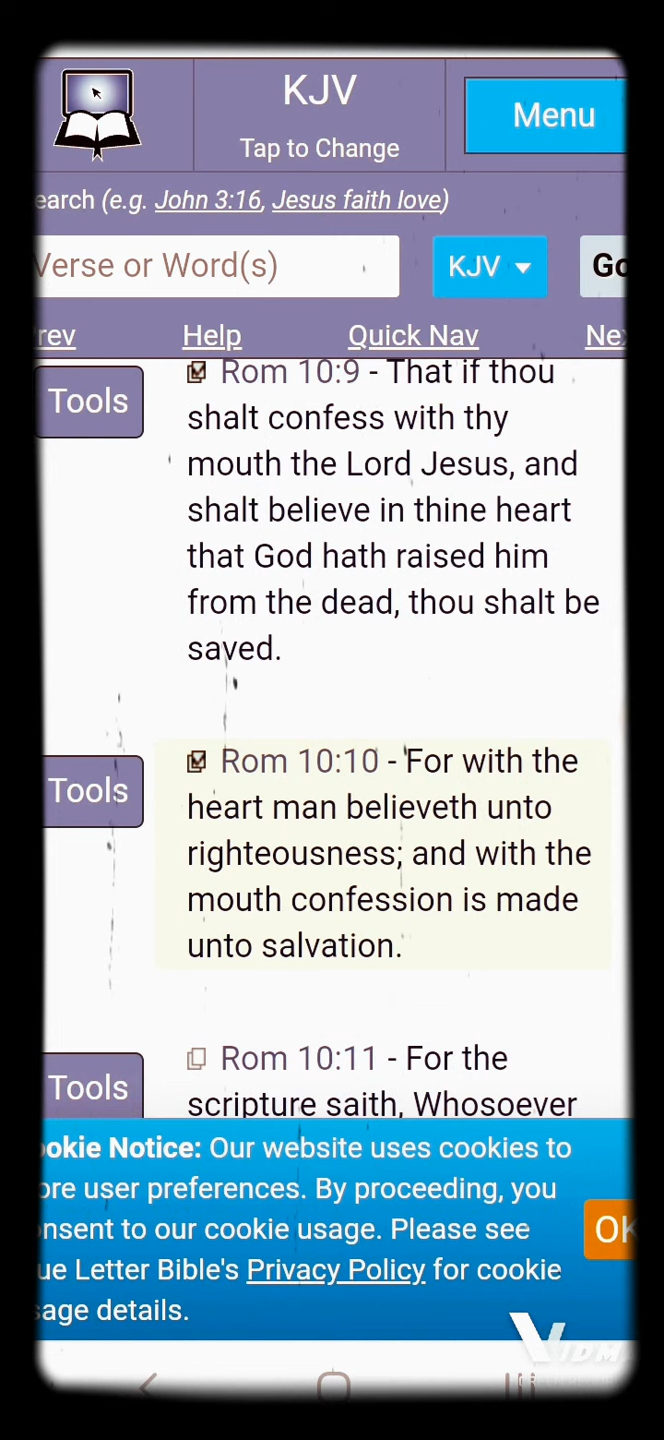 KJV
Tap to Change
Menu
earch (e.g. John 3:16, Jesus faith love)
Verse or Word(s)
KJV
Go
rev
Help
Quick Nav
Nex
Tools
Rom 10:9 - That if thou
shalt confess with thy
mouth the Lord Jesus, and
shalt believe in thine heart
that God hath raised him
from the dead, thou shalt be
saved.
Tools
Rom 10:10 - For with the
heart man believeth unto
righteousness; and with the
mouth confession is made
unto salvation.
Tools
Rom 10:11 - For the
scripture saith, Whosoever
ookie Notice: Our website uses cookies to
ore user preferences. By proceeding, you
onsent to our cookie usage. Please see
ue Letter Bible's Privacy Policy for cookie
sage details.
OK
VIDM